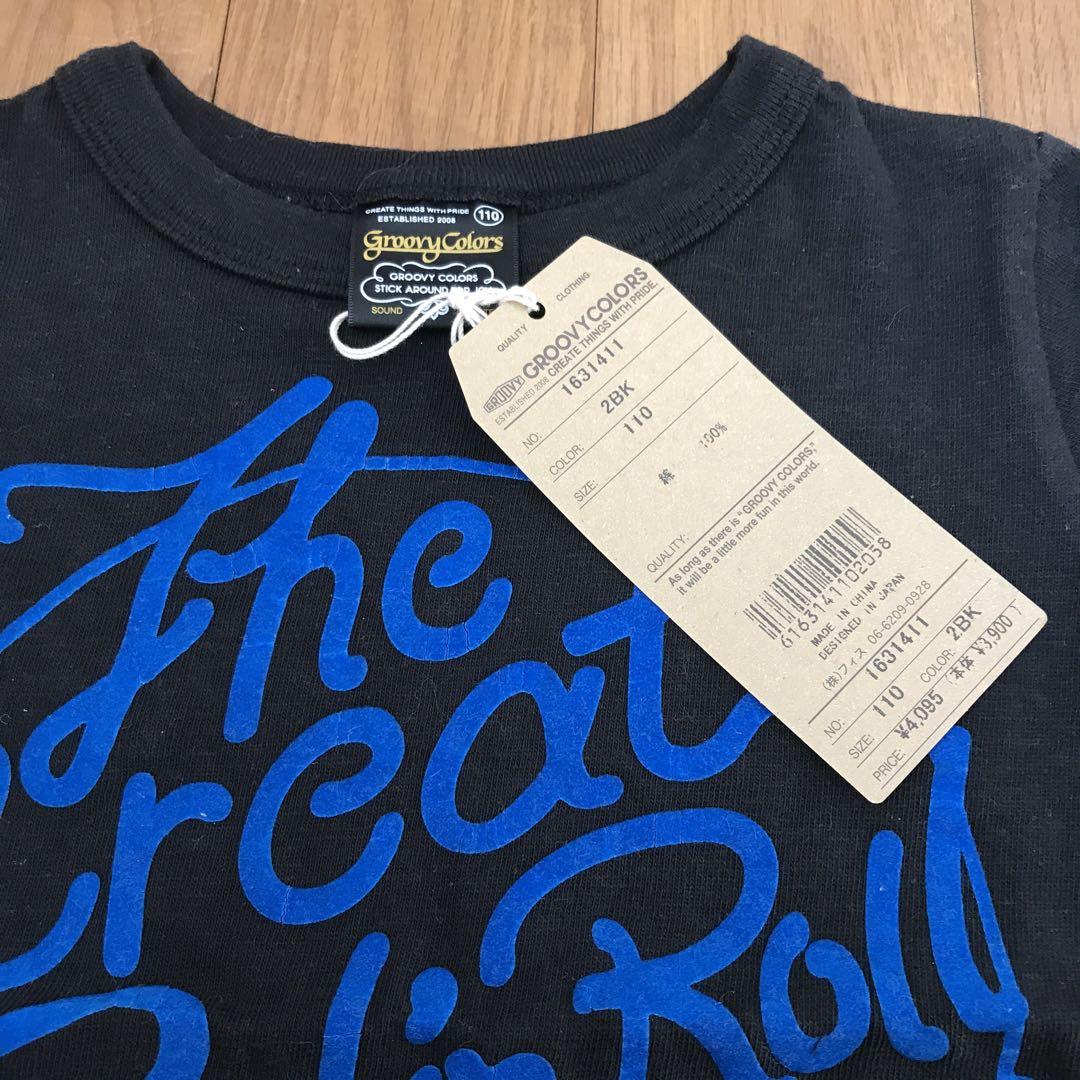 CREATE THINGS WITH PRIDE
ESTABLISHED 2008
110
GroovyColors
GROOVY COLORS
STICK AROUND FOR JOY
SOUND
QUALITY CLOTHING
GROOVY GROOVYCOLORS
ESTABLISHED 2008 CREATE THINGS WITH PRIDE.
NO: 1631411
COLOR: 2BK
SIZE: 110
QUALITY: 綿 100%
As long as there is "GROOVY COLORS,"
it will be a little more fun in this world.
6163141102058
MADE IN CHINA
DESIGNED IN JAPAN
(株)フィス 06-6209-0928
NO: 1631411
SIZE: 110 COLOR: 2BK
PRICE: ¥4,095 (本体 ¥3,900)
The
Great
Rock'n Roll